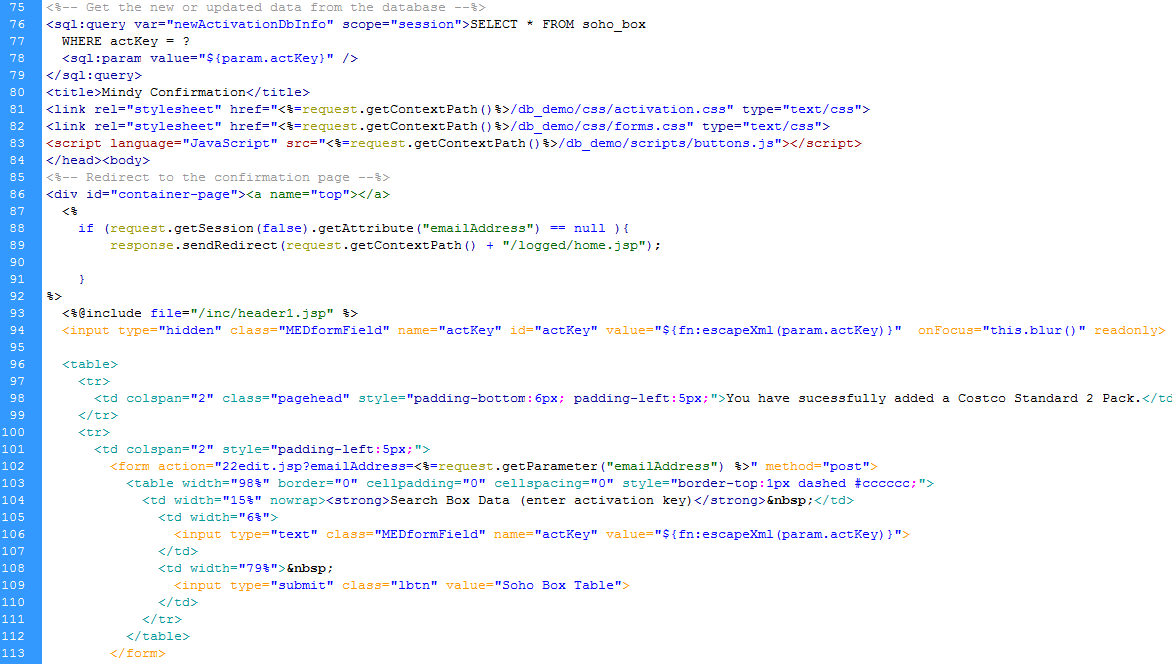 75 <%-- Get the new or updated data from the database --%>
76 <sql:query var="newActivationDbInfo" scope="session">SELECT * FROM soho_box
77   WHERE actKey = ?
78   <sql:param value="${param.actKey}" />
79 </sql:query>
80 <title>Mindy Confirmation</title>
81 <link rel="stylesheet" href="<%=request.getContextPath()%>/db_demo/css/activation.css" type="text/css">
82 <link rel="stylesheet" href="<%=request.getContextPath()%>/db_demo/css/forms.css" type="text/css">
83 <script language="JavaScript" src="<%=request.getContextPath()%>/db_demo/scripts/buttons.js"></script>
84 </head><body>
85 <%-- Redirect to the confirmation page --%>
86 <div id="container-page"><a name="top"></a>
87   <%
88     if (request.getSession(false).getAttribute("emailAddress") == null ){
89         response.sendRedirect(request.getContextPath() + "/logged/home.jsp");
90
91     }
92 %>
93   <%@include file="/inc/header1.jsp" %>
94   <input type="hidden" class="MEDformField" name="actKey" id="actKey" value="${fn:escapeXml(param.actKey)}"  onFocus="this.blur()" readonly>
95
96   <table>
97     <tr>
98       <td colspan="2" class="pagehead" style="padding-bottom:6px; padding-left:5px;">You have sucessfully added a Costco Standard 2 Pack.</td
99     </tr>
100     <tr>
101       <td colspan="2" style="padding-left:5px;">
102         <form action="22edit.jsp?emailAddress=<%=request.getParameter("emailAddress") %>" method="post">
103           <table width="98%" border="0" cellpadding="0" cellspacing="0" style="border-top:1px dashed #cccccc;">
104             <td width="15%" nowrap><strong>Search Box Data (enter activation key)</strong>&nbsp;</td>
105               <td width="6%">
106                 <input type="text" class="MEDformField" name="actKey" value="${fn:escapeXml(param.actKey)}">
107               </td>
108               <td width="79%">&nbsp;
109                 <input type="submit" class="lbtn" value="Soho Box Table">
110               </td>
111             </tr>
112           </table>
113         </form>